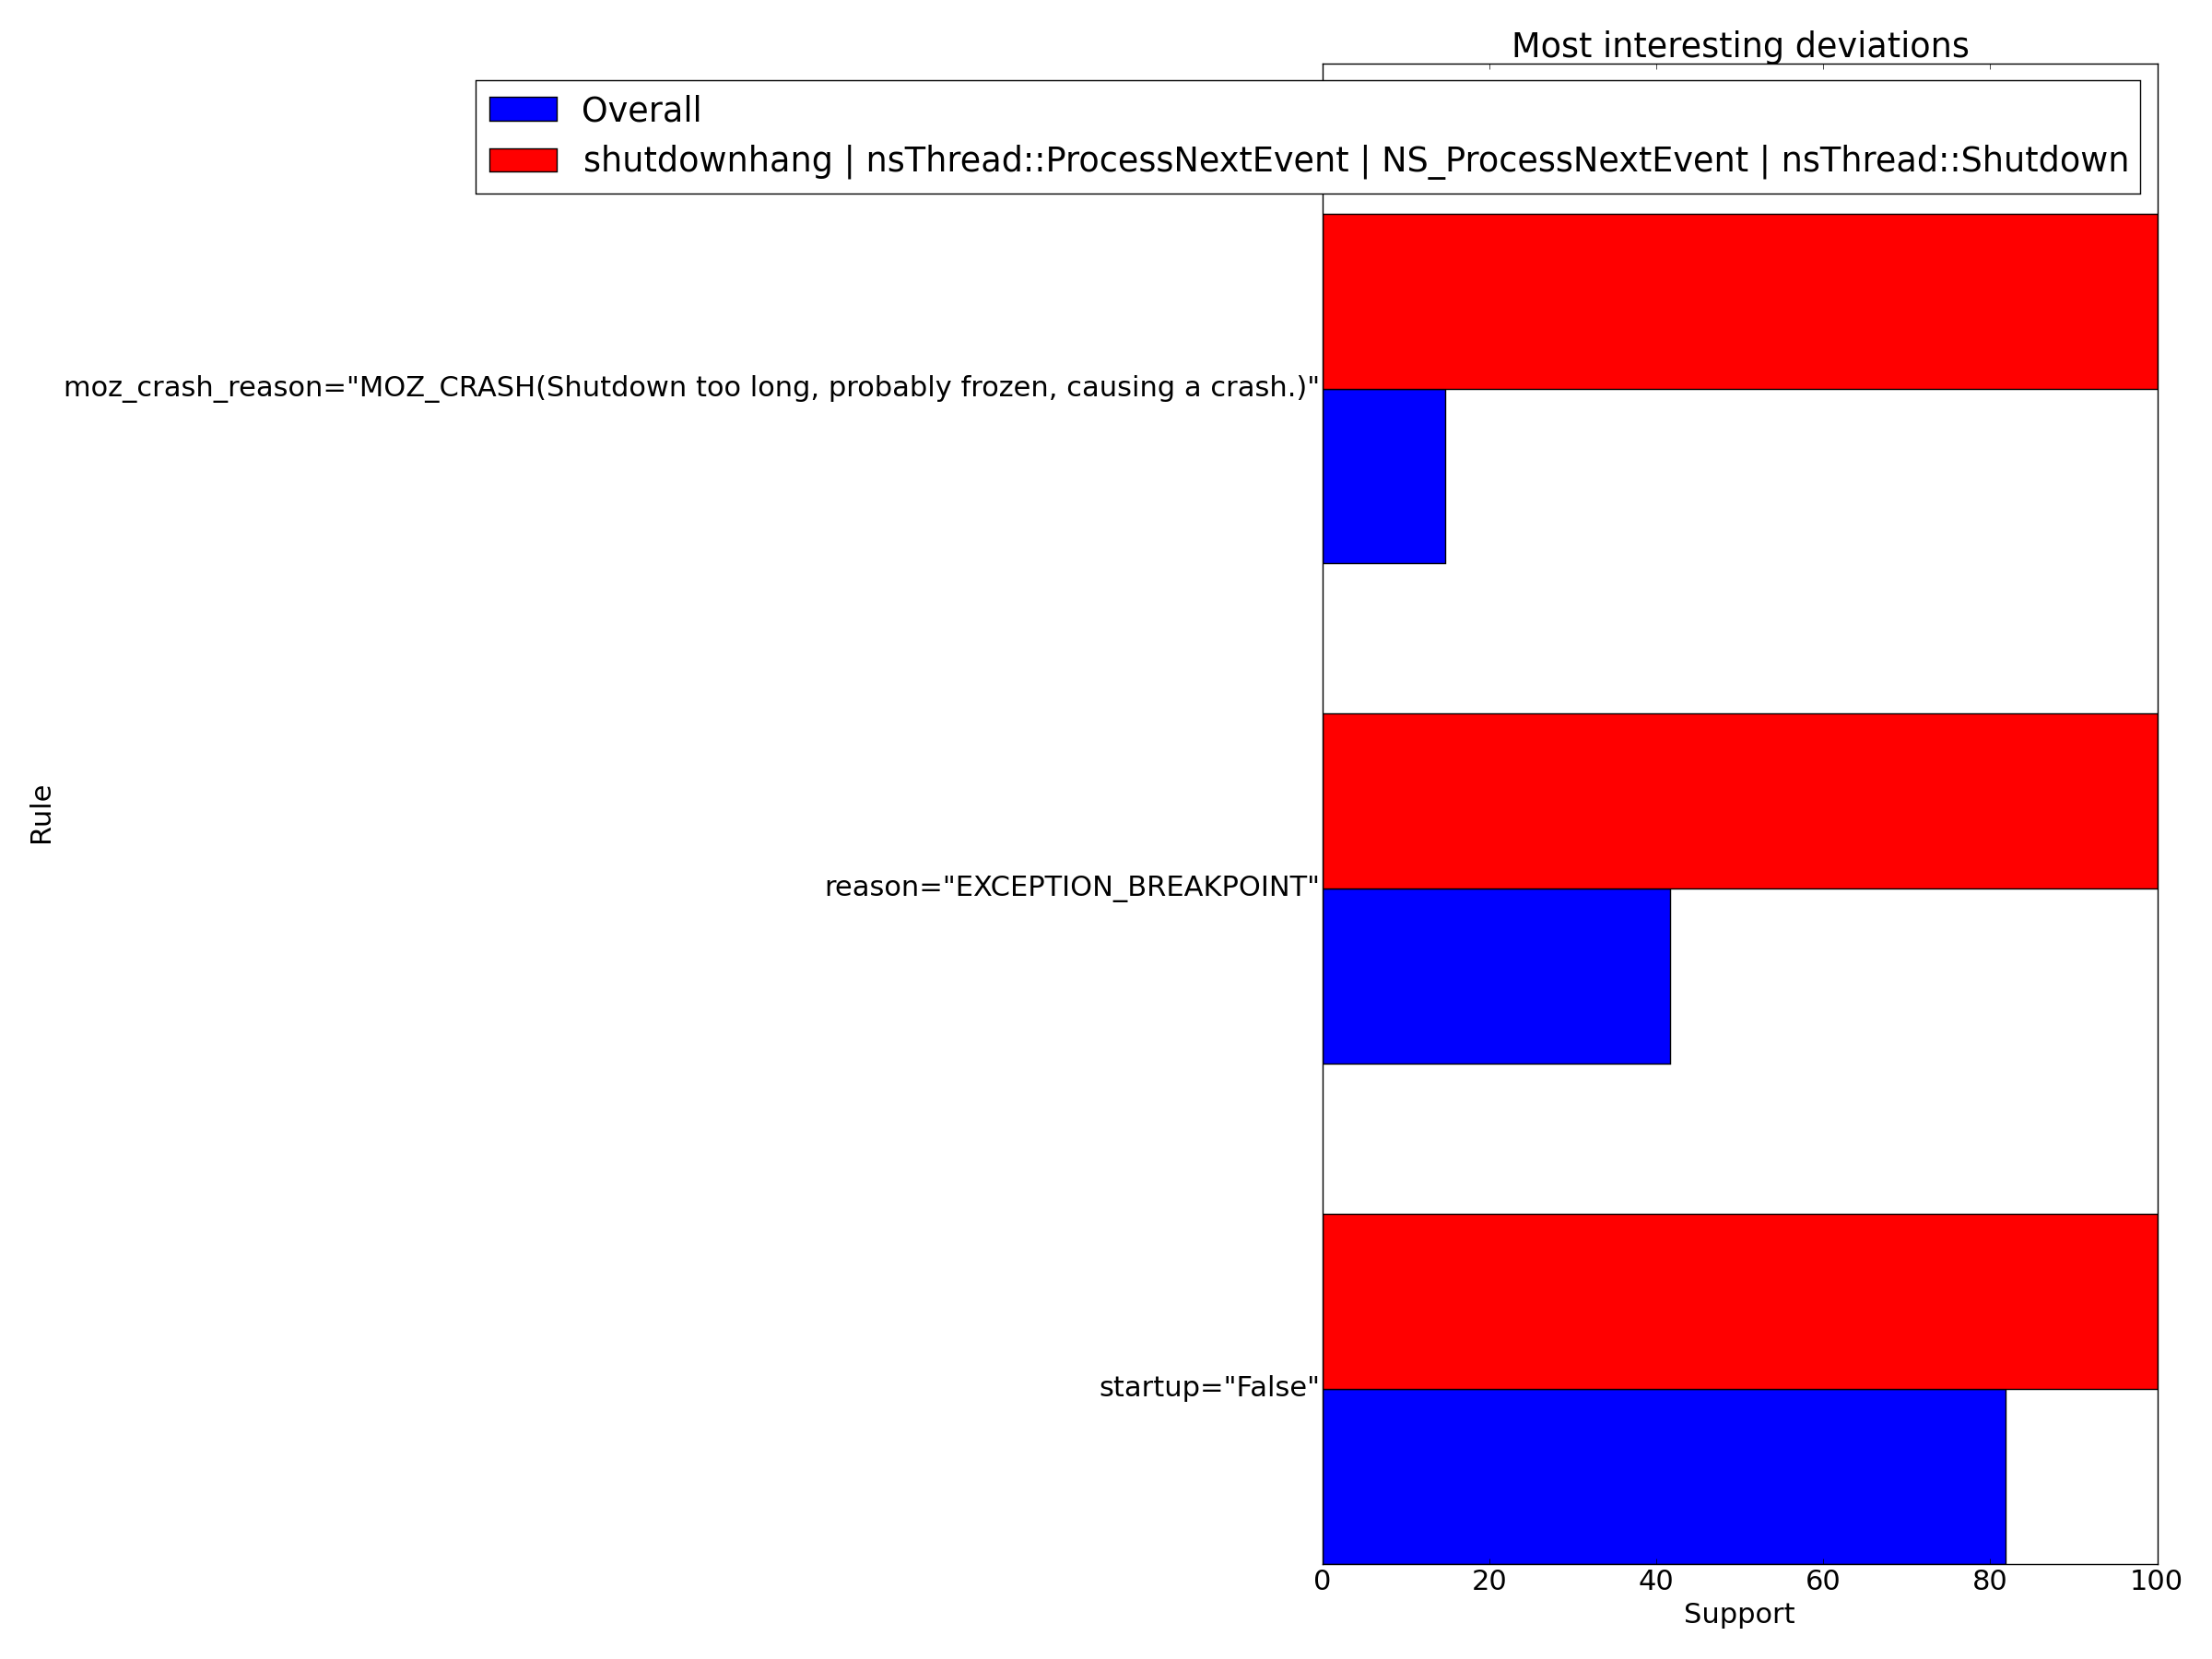 Most interesting deviations
Overall
shutdownhang | nsThread::ProcessNextEvent | NS_ProcessNextEvent | nsThread::Shutdown
moz_crash_reason="MOZ_CRASH(Shutdown too long, probably frozen, causing a crash.)"
Rule
reason="EXCEPTION_BREAKPOINT"
startup="False"
0 20 40 60 80 100
Support